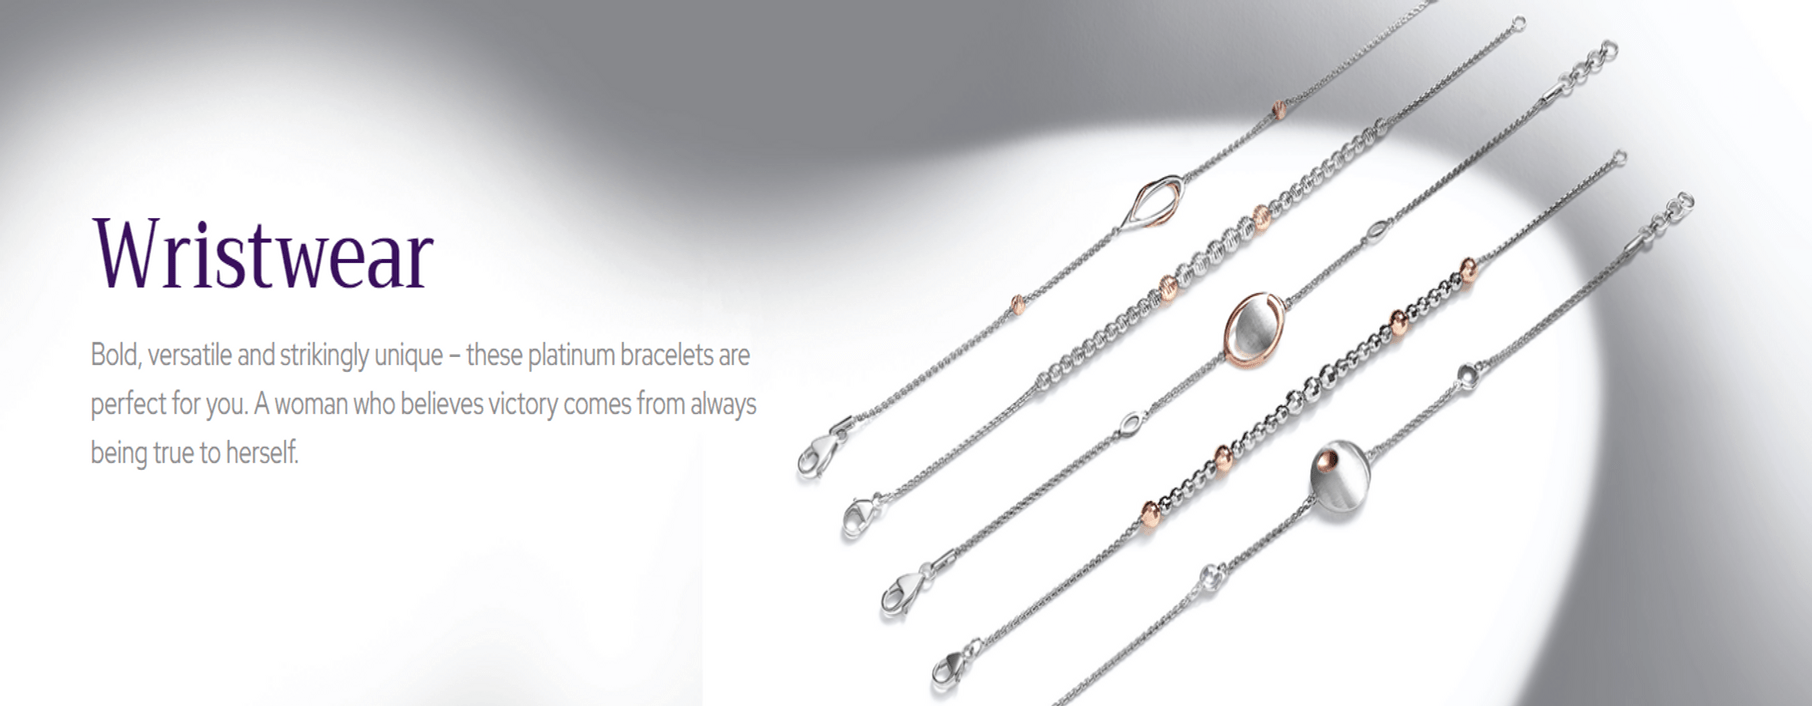 Wristwear
Bold, versatile and strikingly unique – these platinum bracelets are
perfect for you. A woman who believes victory comes from always
being true to herself.